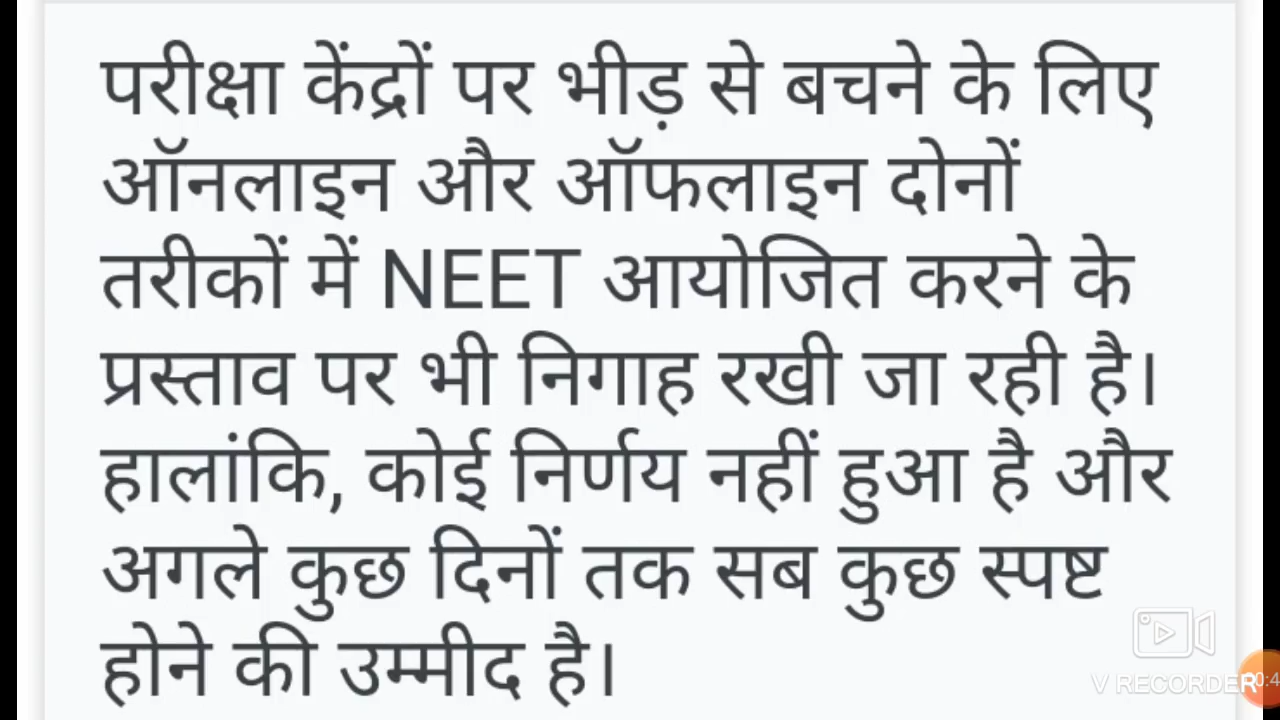 परीक्षा केंद्रों पर भीड़ से बचने के लिए
ऑनलाइन और ऑफलाइन दोनों
तरीकों में NEET आयोजित करने के
प्रस्ताव पर भी निगाह रखी जा रही है।
हालांकि, कोई निर्णय नहीं हुआ है और
अगले कुछ दिनों तक सब कुछ स्पष्ट
होने की उम्मीद है।
V RECORDER